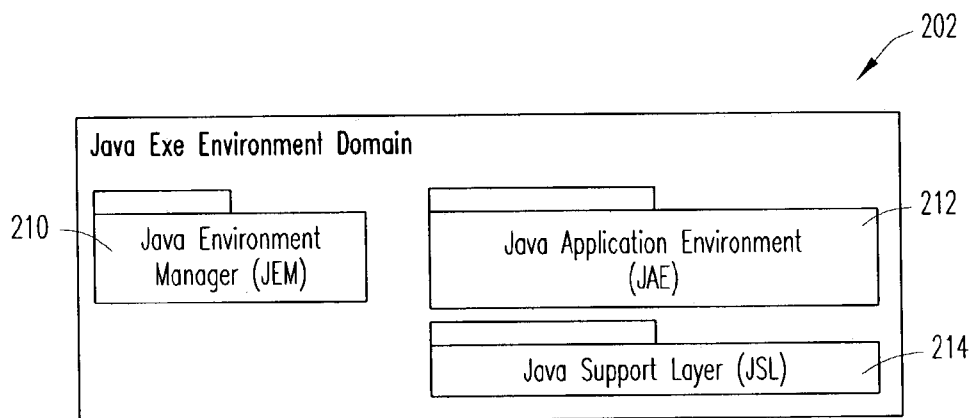 202
Java Exe Environment Domain
210
Java Environment
Manager (JEM)
212
Java Application Environment
(JAE)
214
Java Support Layer (JSL)